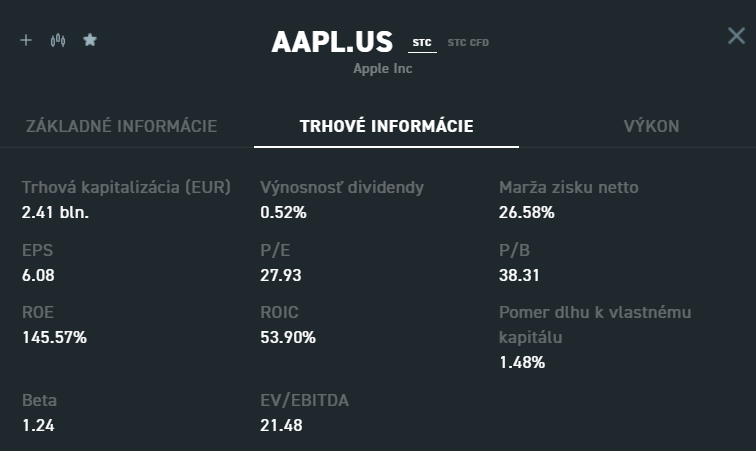 AAPL.US STC STC CFD
Apple Inc
ZÁKLADNÉ INFORMÁCIE TRHOVÉ INFORMÁCIE VÝKON
Trhová kapitalizácia (EUR) Výnosnosť dividendy Marža zisku netto
2.41 bln. 0.52% 26.58%
EPS P/E P/B
6.08 27.93 38.31
ROE ROIC Pomer dlhu k vlastnému
kapitálu
145.57% 53.90%
1.48%
Beta EV/EBITDA
1.24 21.48